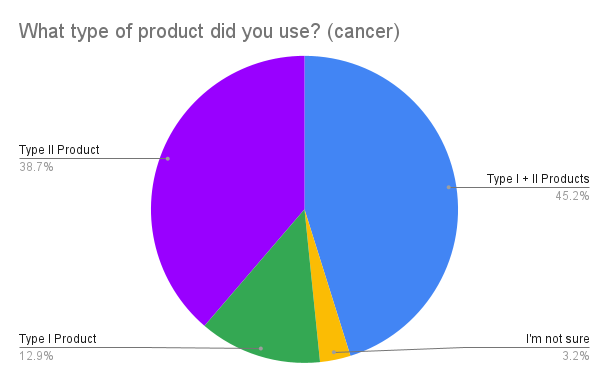 What type of product did you use? (cancer)
Type II Product
38.7%
Type I + II Products
45.2%
Type I Product
12.9%
I'm not sure
3.2%